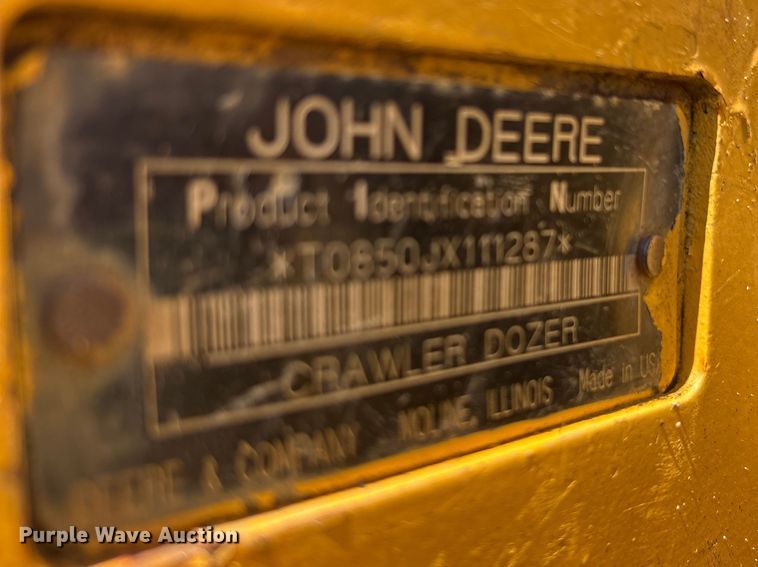 JOHN DEERE
Product Identification Number
*T0850JX111287*
CRAWLER DOZER
DEERE & COMPANY MOLINE, ILLINOIS Made in USA
Purple Wave Auction